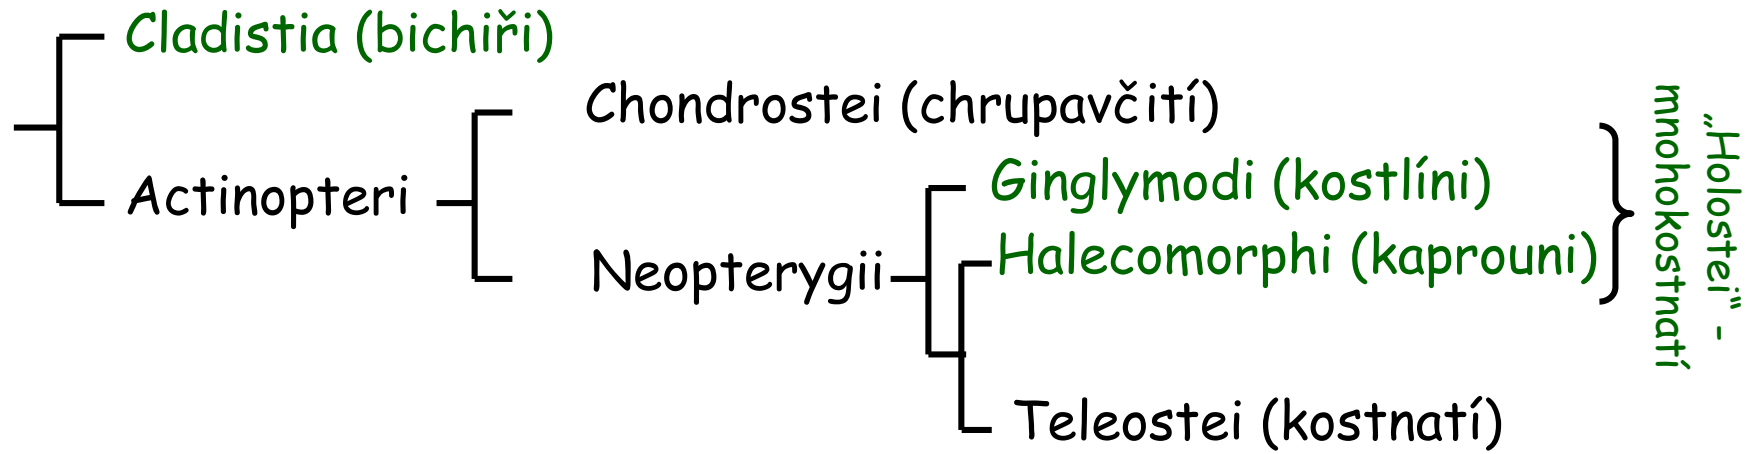 Cladistia (bichiři)
Chondrostei (chrupavčití)
Actinopteri
Ginglymodi (kostlíni)
Neopterygii
Halecomorphi (kaprouni)
Teleostei (kostnatí)
„Holostei“ -
mnohokostnatí